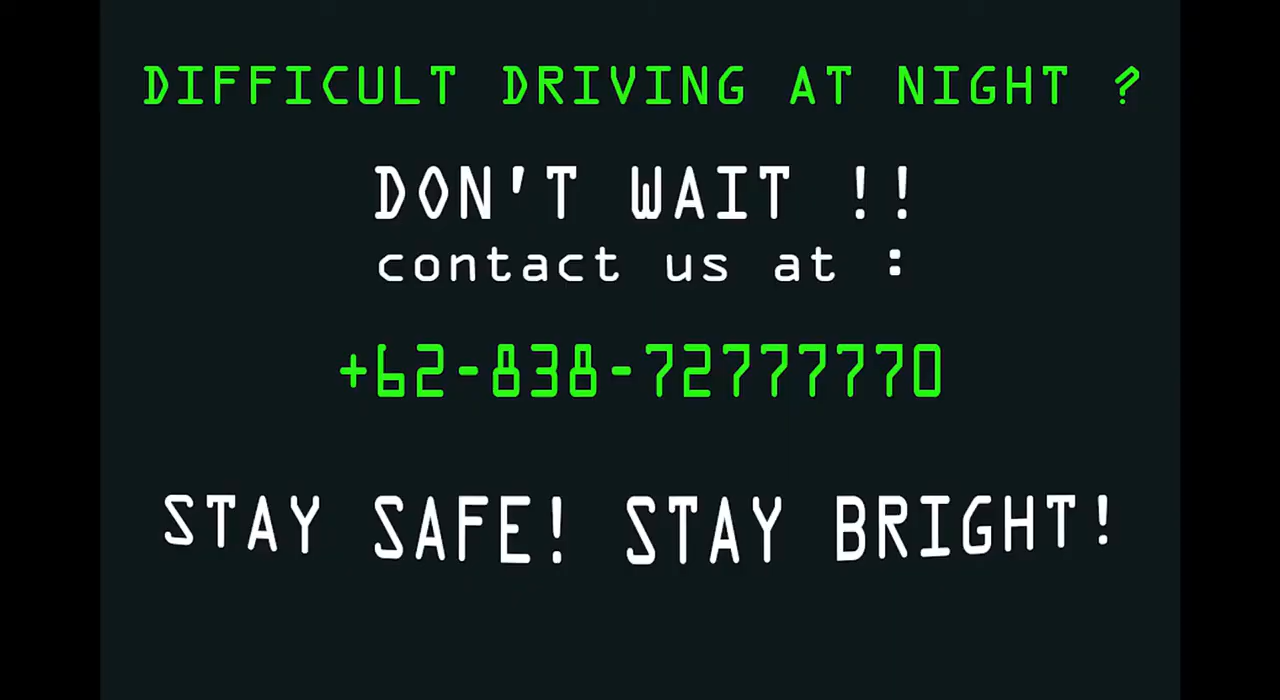 DIFFICULT DRIVING AT NIGHT ?
DON'T WAIT !!
contact us at :
+62-838-72777770
STAY SAFE! STAY BRIGHT!